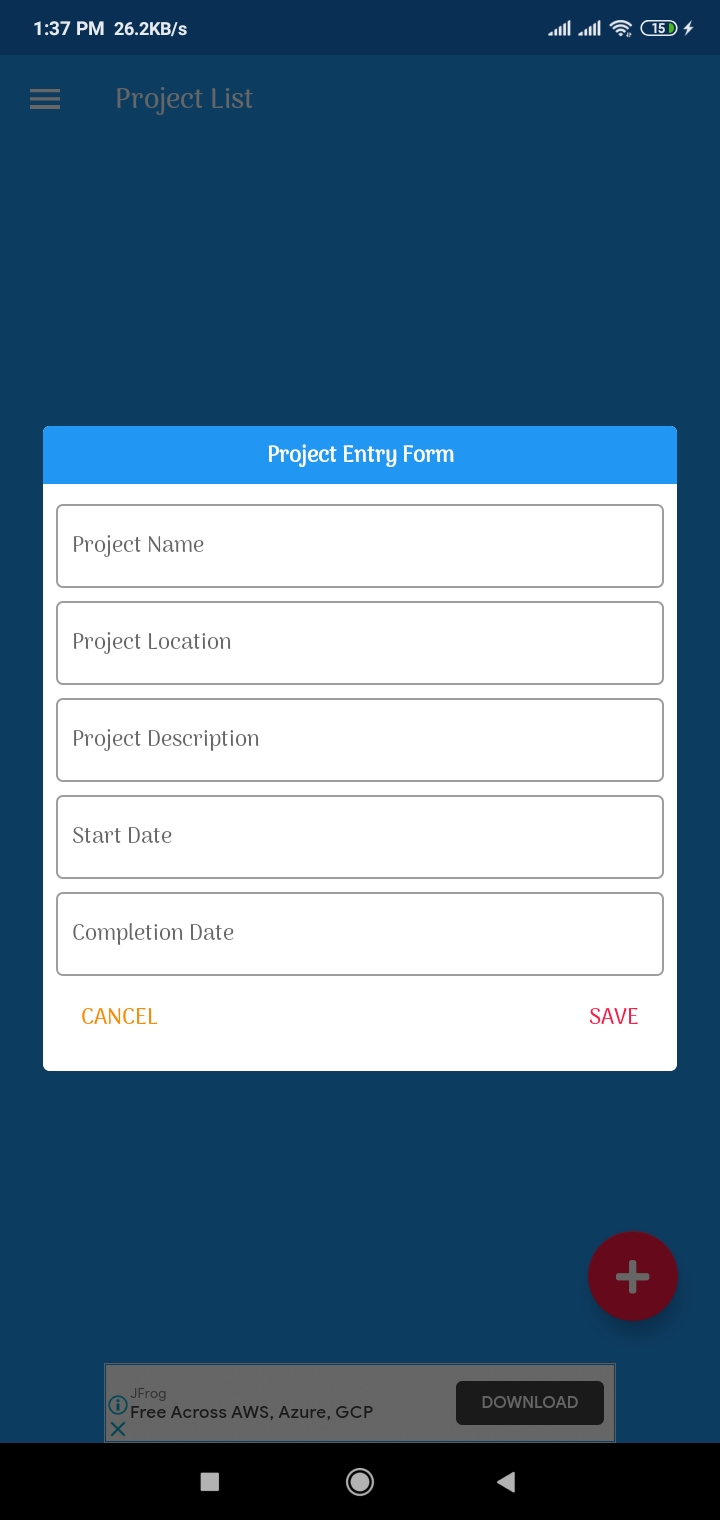 1:37 PM 26.2KB/s 15
Project List
Project Entry Form
Project Name
Project Location
Project Description
Start Date
Completion Date
CANCEL SAVE
JFrog
Free Across AWS, Azure, GCP
DOWNLOAD